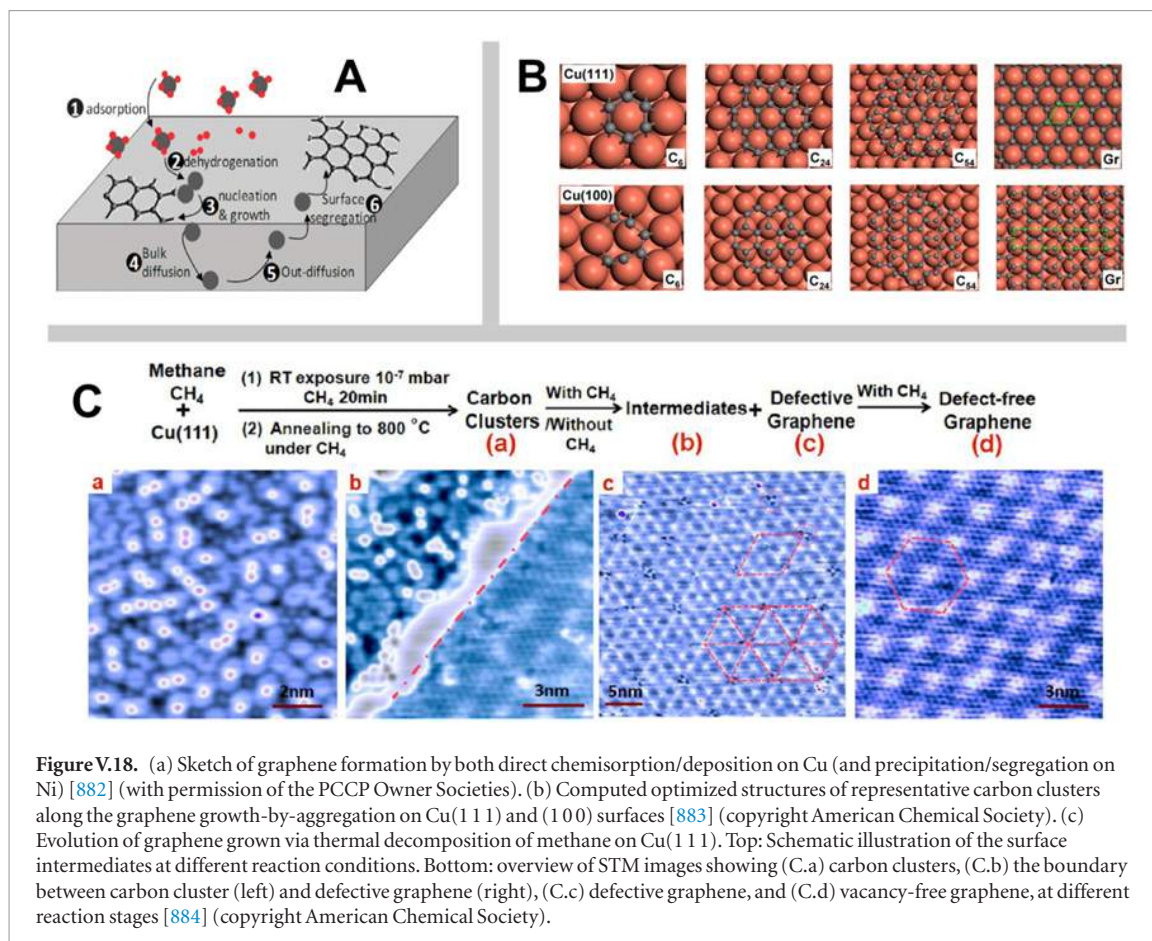 A
1 adsorption
2 dehydrogenation
3 nucleation
& growth
4 Bulk
diffusion
5 Out-diffusion
Surface 6
segregation
B
Cu(111)
C6
C24
C54
Gr
Cu(100)
C6
C24
C54
Gr
C
Methane
CH4
+
Cu(111)
(1) RT exposure 10-7 mbar
CH4 20min
(2) Annealing to 800 °C
under CH4
Carbon
Clusters
(a)
With CH4
/Without
CH4
Intermediates +
(b)
Defective
Graphene
(c)
With CH4
Defect-free
Graphene
(d)
a
2nm
b
3nm
c
5nm
d
3nm
Figure V.18. (a) Sketch of graphene formation by both direct chemisorption/deposition on Cu (and precipitation/segregation on
Ni) [882] (with permission of the PCCP Owner Societies). (b) Computed optimized structures of representative carbon clusters
along the graphene growth-by-aggregation on Cu(1 1 1) and (1 0 0) surfaces [883] (copyright American Chemical Society). (c)
Evolution of graphene grown via thermal decomposition of methane on Cu(1 1 1). Top: Schematic illustration of the surface
intermediates at different reaction conditions. Bottom: overview of STM images showing (C.a) carbon clusters, (C.b) the boundary
between carbon cluster (left) and defective graphene (right), (C.c) defective graphene, and (C.d) vacancy-free graphene, at different
reaction stages [884] (copyright American Chemical Society).